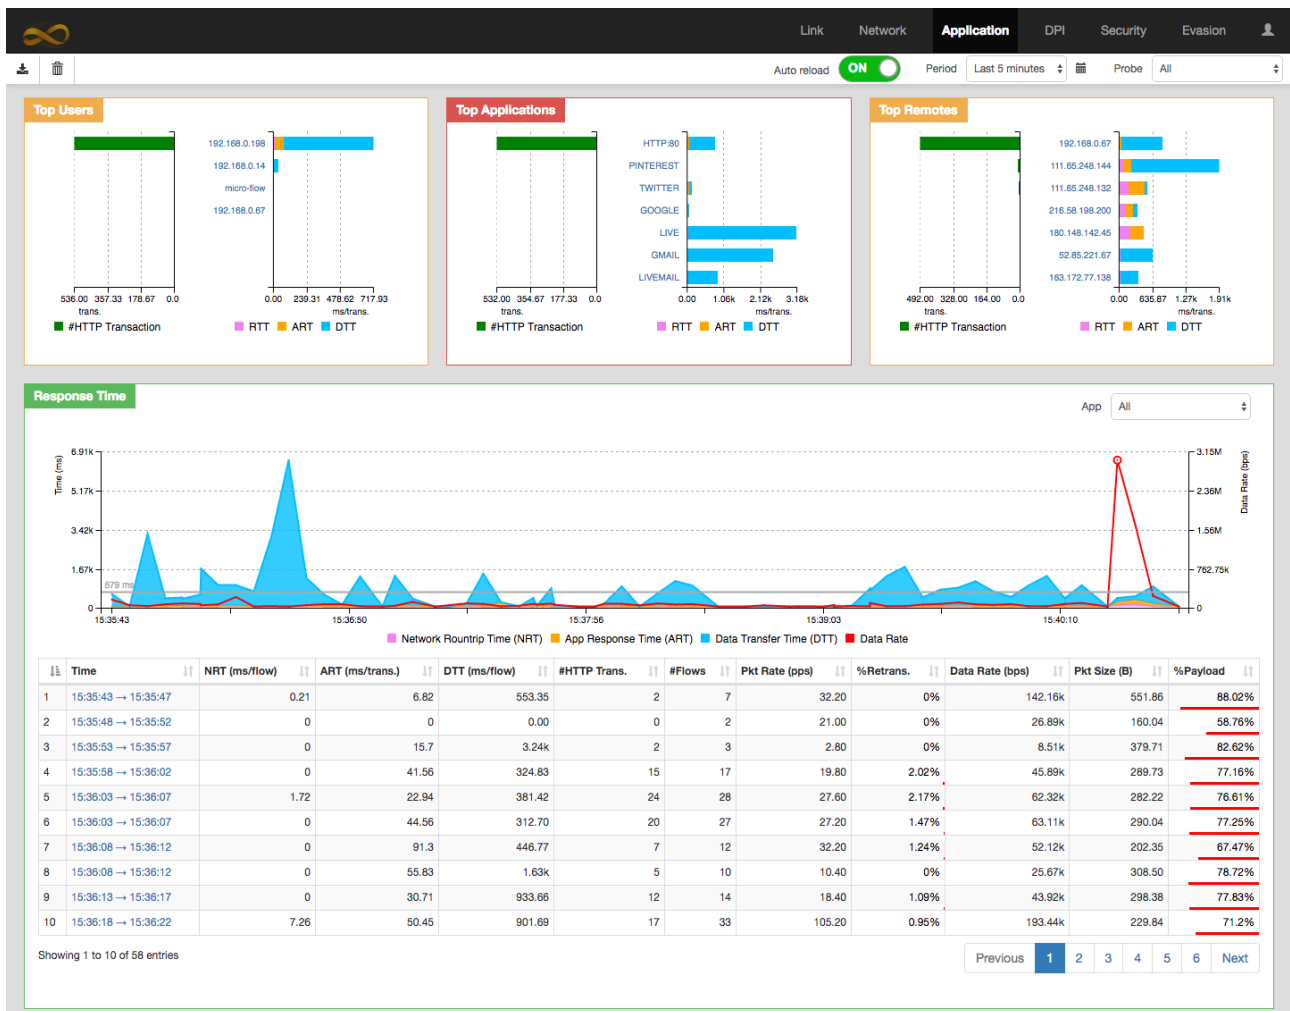 Link Network Application DPI Security Evasion
Auto reload ON Period Last 5 minutes Probe All
Top Users
192.168.0.198
192.168.0.14
micro-flow
192.168.0.67
536.00 357.33 178.67 0.0
trans.
0.00 239.31 478.62 717.93
ms/trans.
#HTTP Transaction
RTT ART DTT
Top Applications
HTTP:80
PINTEREST
TWITTER
GOOGLE
LIVE
GMAIL
LIVEMAIL
532.00 354.67 177.33 0.0
trans.
0.00 1.06k 2.12k 3.18k
ms/trans.
#HTTP Transaction
RTT ART DTT
Top Remotes
192.168.0.67
111.65.248.144
111.65.248.132
216.58.198.200
180.148.142.45
52.85.221.67
163.172.77.138
492.00 328.00 164.00 0.0
trans.
0.00 635.87 1.27k 1.91k
ms/trans.
#HTTP Transaction
RTT ART DTT
Response Time
App All
Time (ms)
6.91k
5.17k
3.42k
1.67k
0
679 ms
3.15M
2.36M
1.56M
762.75k
0
Data Rate (bps)
15:35:43 15:36:50 15:37:56 15:39:03 15:40:10
Network Rountrip Time (NRT) App Response Time (ART) Data Transfer Time (DTT) Data Rate
Time NRT (ms/flow) ART (ms/trans.) DTT (ms/flow) #HTTP Trans. #Flows Pkt Rate (pps) %Retrans. Data Rate (bps) Pkt Size (B) %Payload
1 15:35:43 → 15:35:47 0.21 6.82 553.35 2 7 32.20 0% 142.16k 551.86 88.02%
2 15:35:48 → 15:35:52 0 0 0.00 0 2 21.00 0% 26.89k 160.04 58.76%
3 15:35:53 → 15:35:57 0 15.7 3.24k 2 3 2.80 0% 8.51k 379.71 82.62%
4 15:35:58 → 15:36:02 0 41.56 324.83 15 17 19.80 2.02% 45.89k 289.73 77.16%
5 15:36:03 → 15:36:07 1.72 22.94 381.42 24 28 27.60 2.17% 62.32k 282.22 76.61%
6 15:36:03 → 15:36:07 0 44.56 312.70 20 27 27.20 1.47% 63.11k 290.04 77.25%
7 15:36:08 → 15:36:12 0 91.3 446.77 7 12 32.20 1.24% 52.12k 202.35 67.47%
8 15:36:08 → 15:36:12 0 55.83 1.63k 5 10 10.40 0% 25.67k 308.50 78.72%
9 15:36:13 → 15:36:17 0 30.71 933.66 12 14 18.40 1.09% 43.92k 298.38 77.83%
10 15:36:18 → 15:36:22 7.26 50.45 901.69 17 33 105.20 0.95% 193.44k 229.84 71.2%
Showing 1 to 10 of 58 entries
Previous 1 2 3 4 5 6 Next